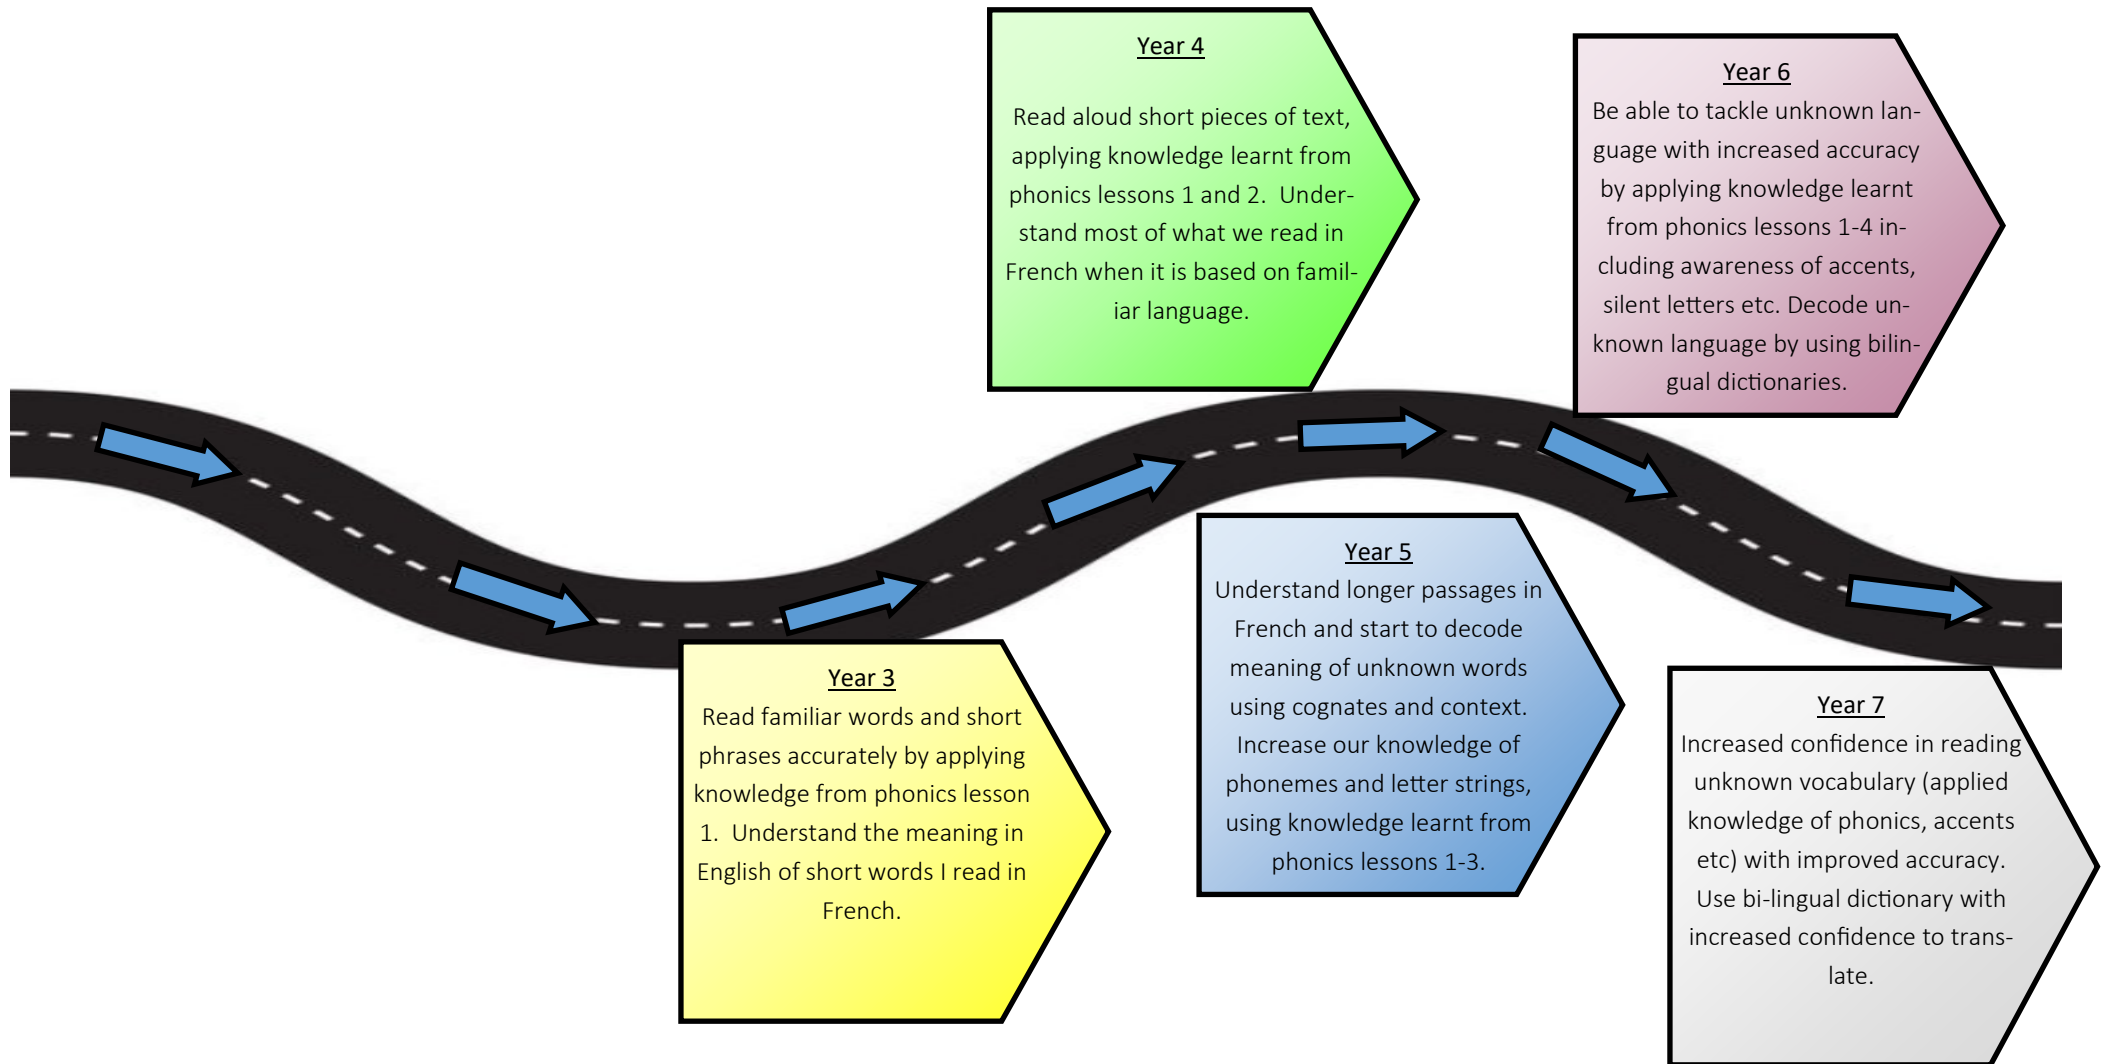 Year 4
Read aloud short pieces of text,
applying knowledge learnt from
phonics lessons 1 and 2.  Under-
stand most of what we read in
French when it is based on famil-
iar language.
Year 6
Be able to tackle unknown lan-
guage with increased accuracy
by applying knowledge learnt
from phonics lessons 1-4 in-
cluding awareness of accents,
silent letters etc. Decode un-
known language by using bilin-
gual dictionaries.
Year 3
Read familiar words and short
phrases accurately by applying
knowledge from phonics lesson
1.  Understand the meaning in
English of short words I read in
French.
Year 5
Understand longer passages in
French and start to decode
meaning of unknown words
using cognates and context.
Increase our knowledge of
phonemes and letter strings,
using knowledge learnt from
phonics lessons 1-3.
Year 7
Increased confidence in reading
unknown vocabulary (applied
knowledge of phonics, accents
etc) with improved accuracy.
Use bi-lingual dictionary with
increased confidence to trans-
late.